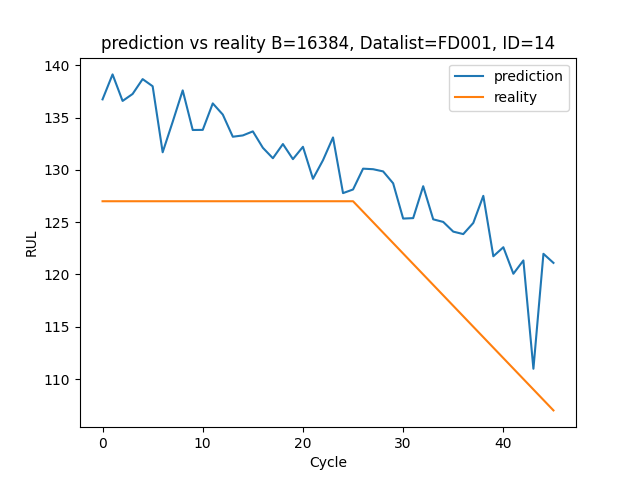 prediction vs reality B=16384, Datalist=FD001, ID=14
prediction
reality
140
135
130
125
120
115
110
RUL
0 10 20 30 40
Cycle